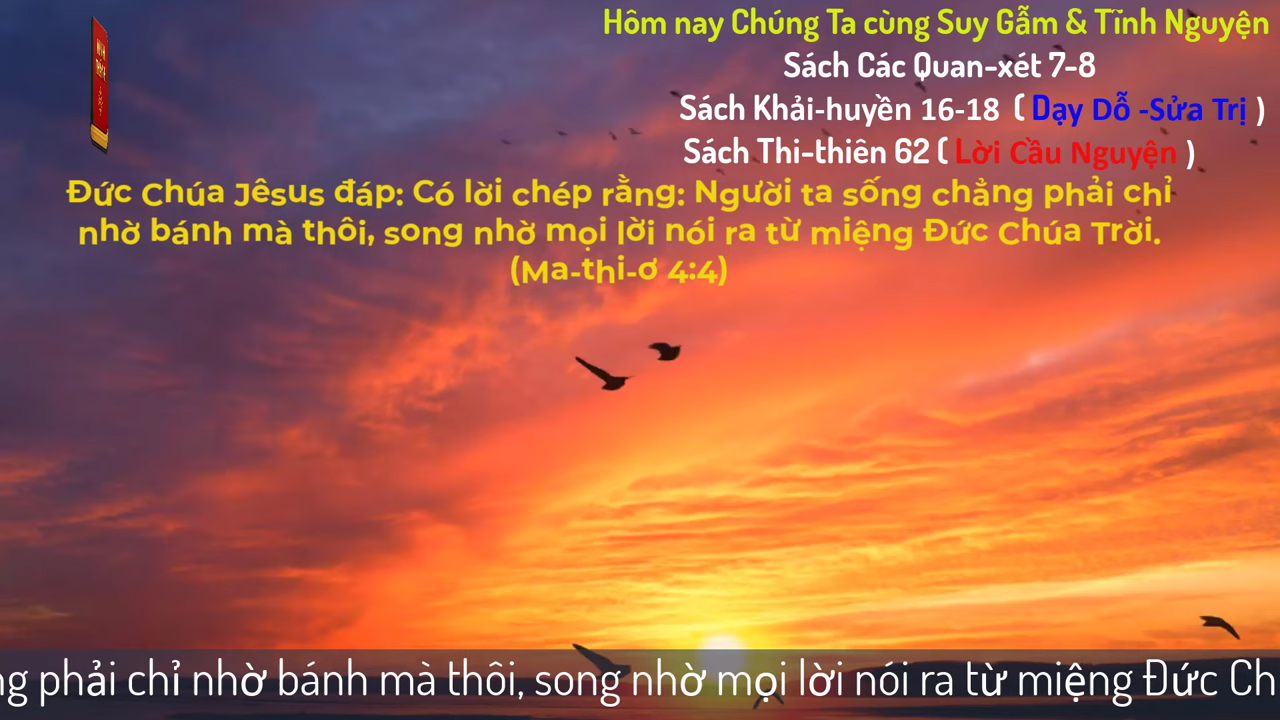 Hôm nay Chúng Ta cùng Suy Gẫm & Tĩnh Nguyện
Sách Các Quan-xét 7-8
Sách Khải-huyền 16-18 ( Dạy Dỗ -Sửa Trị )
Sách Thi-thiên 62 ( Lời Cầu Nguyện )
Đức Chúa Jêsus đáp: Có lời chép rằng: Người ta sống chẳng phải chỉ
nhờ bánh mà thôi, song nhờ mọi lời nói ra từ miệng Đức Chúa Trời.
(Ma-thi-ơ 4:4)
ng phải chỉ nhờ bánh mà thôi, song nhờ mọi lời nói ra từ miệng Đức Ch